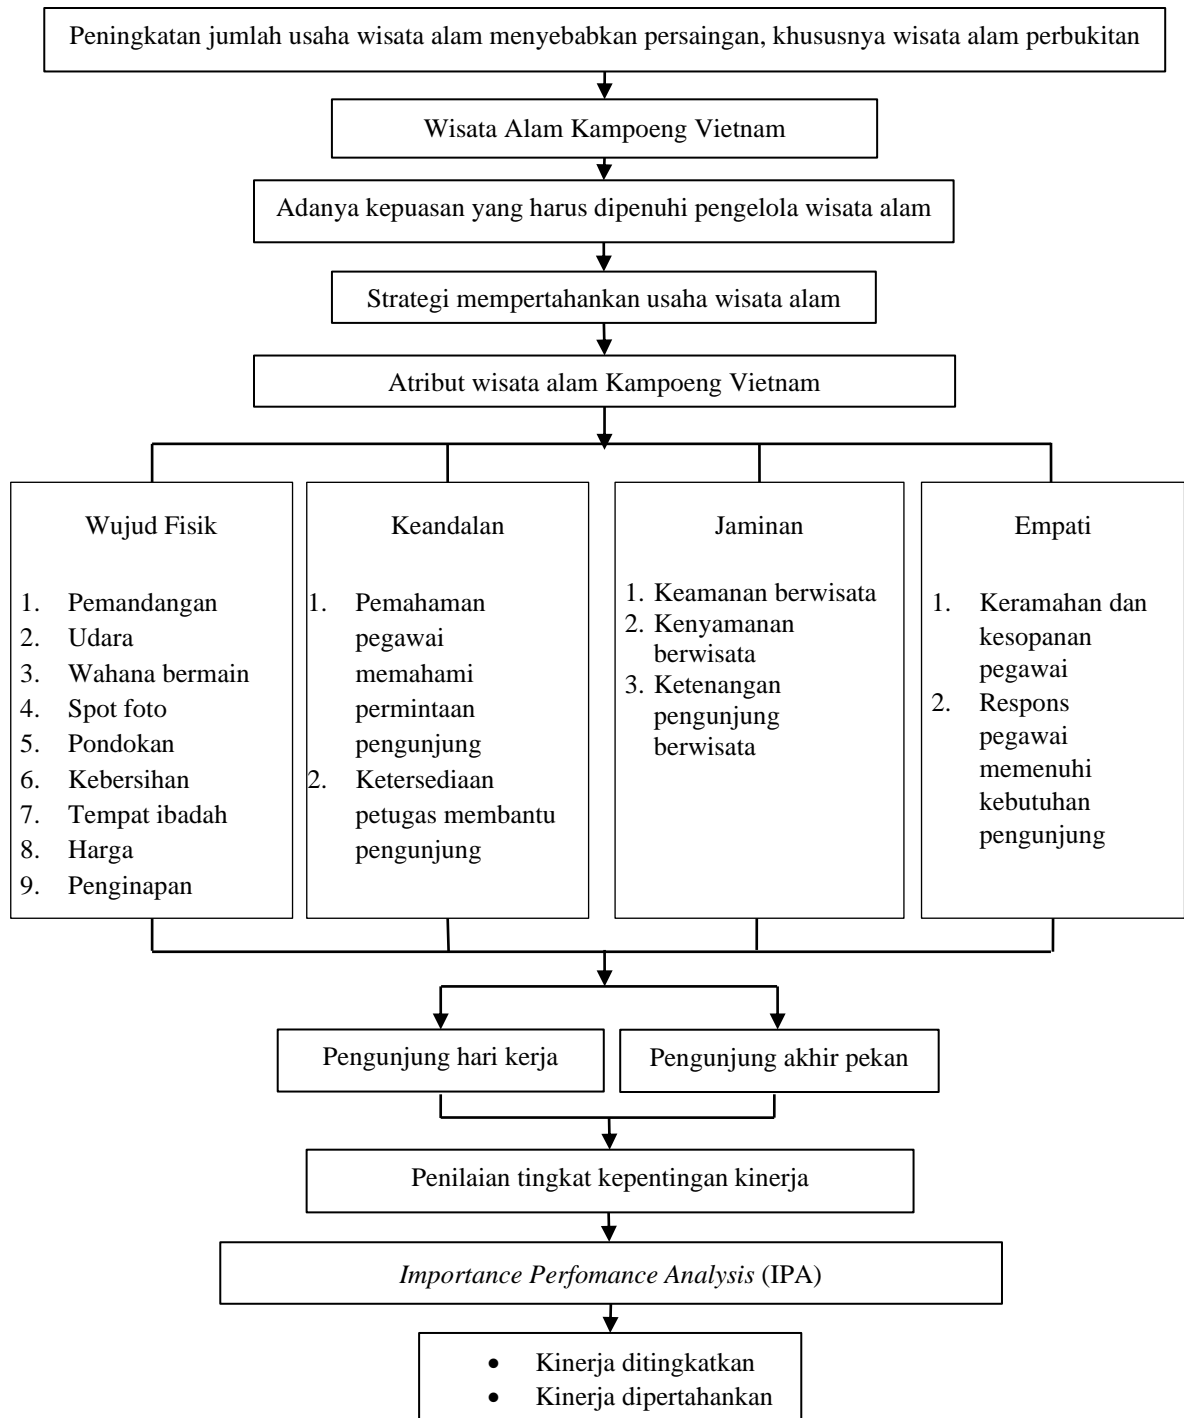 Peningkatan jumlah usaha wisata alam menyebabkan persaingan, khususnya wisata alam perbukitan
Wisata Alam Kampoeng Vietnam
Adanya kepuasan yang harus dipenuhi pengelola wisata alam
Strategi mempertahankan usaha wisata alam
Atribut wisata alam Kampoeng Vietnam
Wujud Fisik
1. Pemandangan
2. Udara
3. Wahana bermain
4. Spot foto
5. Pondokan
6. Kebersihan
7. Tempat ibadah
8. Harga
9. Penginapan
Keandalan
1. Pemahaman
pegawai
memahami
permintaan
pengunjung
2. Ketersediaan
petugas membantu
pengunjung
Jaminan
1. Keamanan berwisata
2. Kenyamanan
berwisata
3. Ketenangan
pengunjung
berwisata
Empati
1. Keramahan dan
kesopanan
pegawai
2. Respons
pegawai
memenuhi
kebutuhan
pengunjung
Pengunjung hari kerja
Pengunjung akhir pekan
Penilaian tingkat kepentingan kinerja
Importance Perfomance Analysis (IPA)
• Kinerja ditingkatkan
• Kinerja dipertahankan